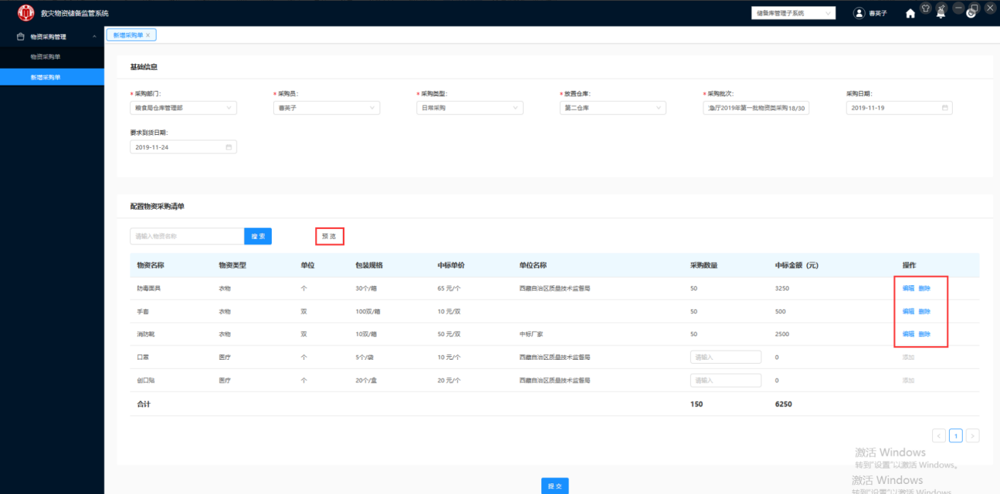 救灾物资储备监管系统
储备库管理子系统
曹英子
物资采购管理
新增采购单 ×
物资采购单
新增采购单
基础信息
* 采购部门: * 采购员: * 采购类型: * 放置仓库: * 采购批次: 采购日期:
粮食局仓库管理部 曹英子 日常采购 第二仓库 急厅2019年第一批物资类采购18/30 2019-11-19
要求到货日期:
2019-11-24
配置物资采购清单
请输入物资名称 搜 索 预 览
物资名称 物资类型 单位 包装规格 中标单价 单位名称 采购数量 中标金额（元） 操作
防毒面具 衣物 个 30个/箱 65 元/个 西藏自治区质量技术监督局 50 3250 编辑 删除
手套 衣物 双 100双/箱 10 元/双 50 500 编辑 删除
消防靴 衣物 双 10双/箱 50 元/双 中标厂家 50 2500 编辑 删除
口罩 医疗 个 5个/袋 10 元/个 西藏自治区质量技术监督局 请输入 0 添加
创口贴 医疗 个 20个/盒 20 元/个 西藏自治区质量技术监督局 请输入 0 添加
合计 150 6250
< 1 >
激活 Windows
转到"设置"以激活 Windows。
提 交
激活 Windows
转到"设置"以激活 Windows